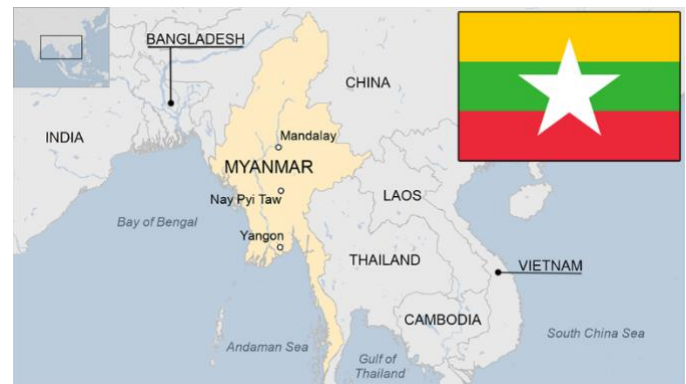 BANGLADESH
CHINA
INDIA
Mandalay
MYANMAR
Nay Pyi Taw
LAOS
Bay of Bengal
Yangon
THAILAND
VIETNAM
CAMBODIA
South China Sea
Andaman Sea
Gulf of
Thailand